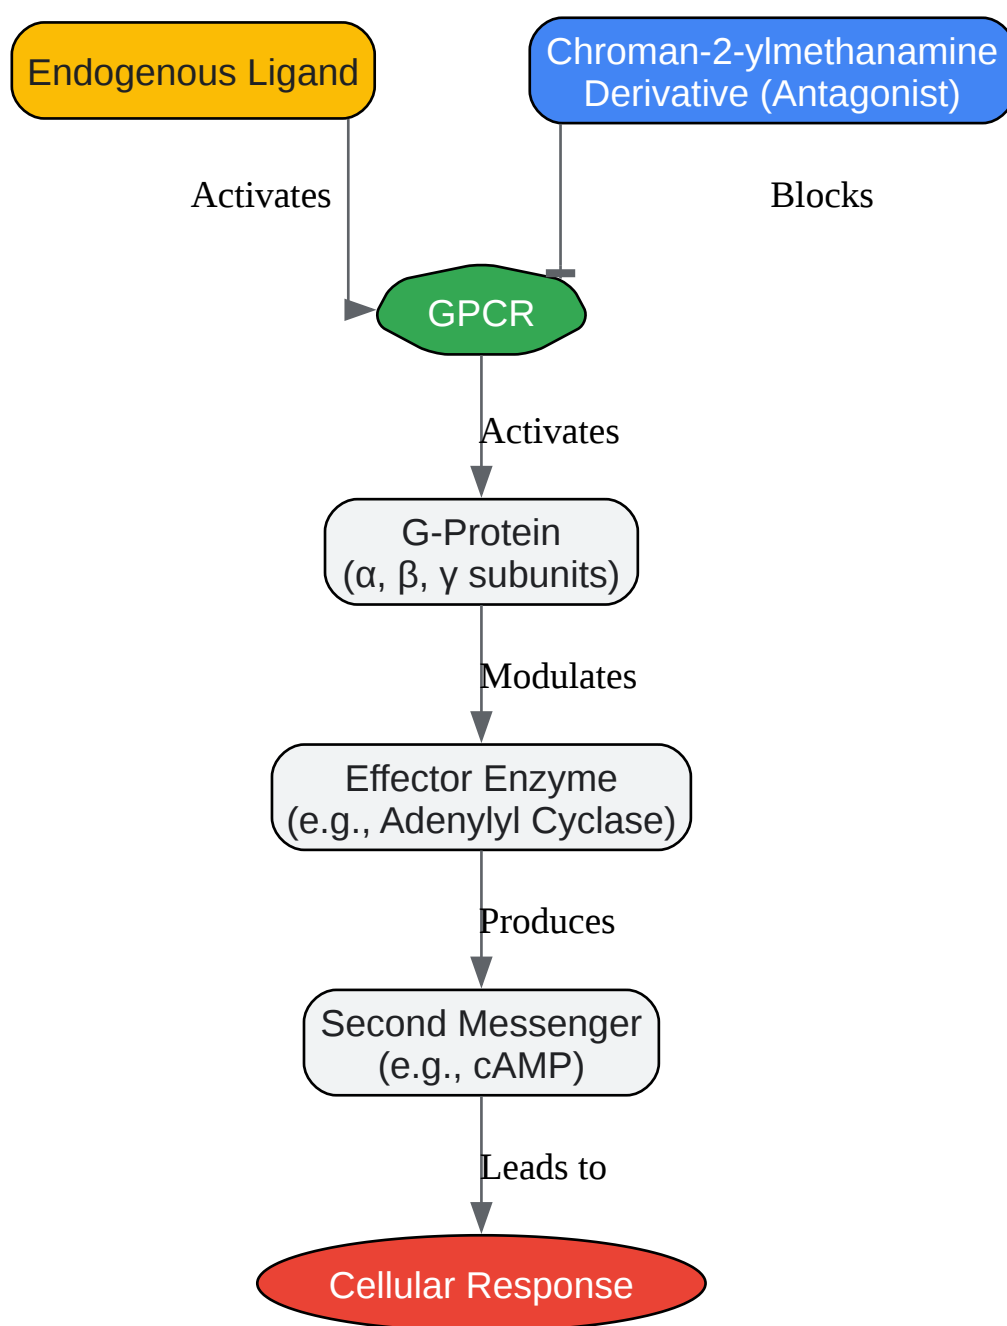 Endogenous Ligand
Chroman-2-ylmethanamine
Derivative (Antagonist)
Activates
Blocks
GPCR
Activates
G-Protein
(α, β, γ subunits)
Modulates
Effector Enzyme
(e.g., Adenylyl Cyclase)
Produces
Second Messenger
(e.g., cAMP)
Leads to
Cellular Response